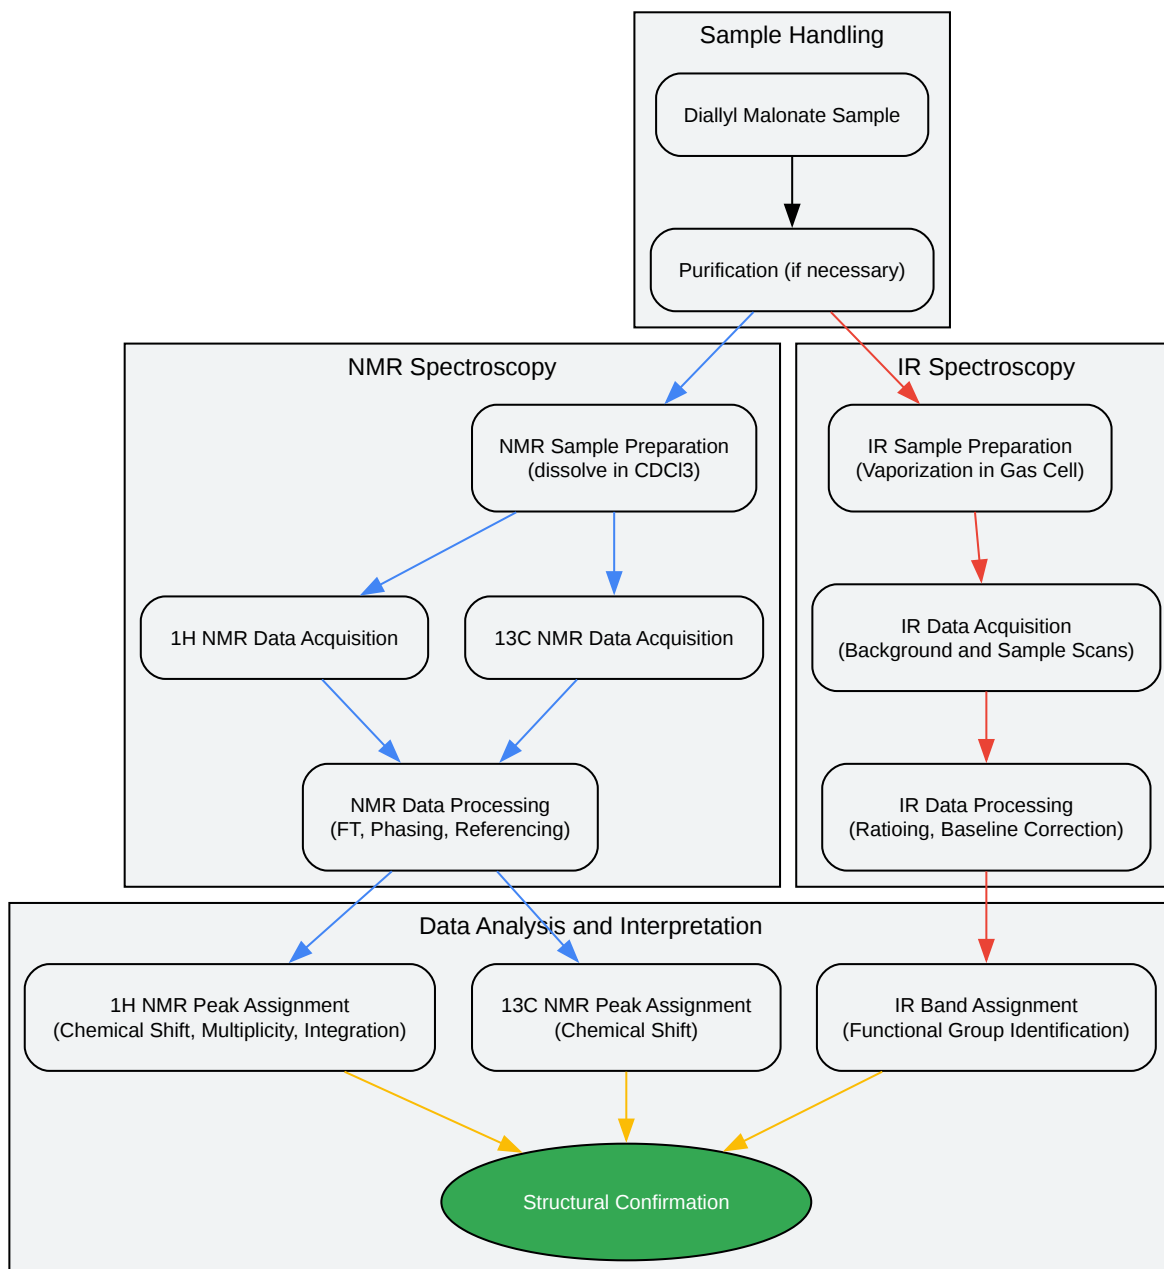 Sample Handling
Diallyl Malonate Sample
Purification (if necessary)
NMR Spectroscopy
NMR Sample Preparation
(dissolve in CDCl3)
1H NMR Data Acquisition
13C NMR Data Acquisition
NMR Data Processing
(FT, Phasing, Referencing)
IR Spectroscopy
IR Sample Preparation
(Vaporization in Gas Cell)
IR Data Acquisition
(Background and Sample Scans)
IR Data Processing
(Ratioing, Baseline Correction)
Data Analysis and Interpretation
1H NMR Peak Assignment
(Chemical Shift, Multiplicity, Integration)
13C NMR Peak Assignment
(Chemical Shift)
IR Band Assignment
(Functional Group Identification)
Structural Confirmation